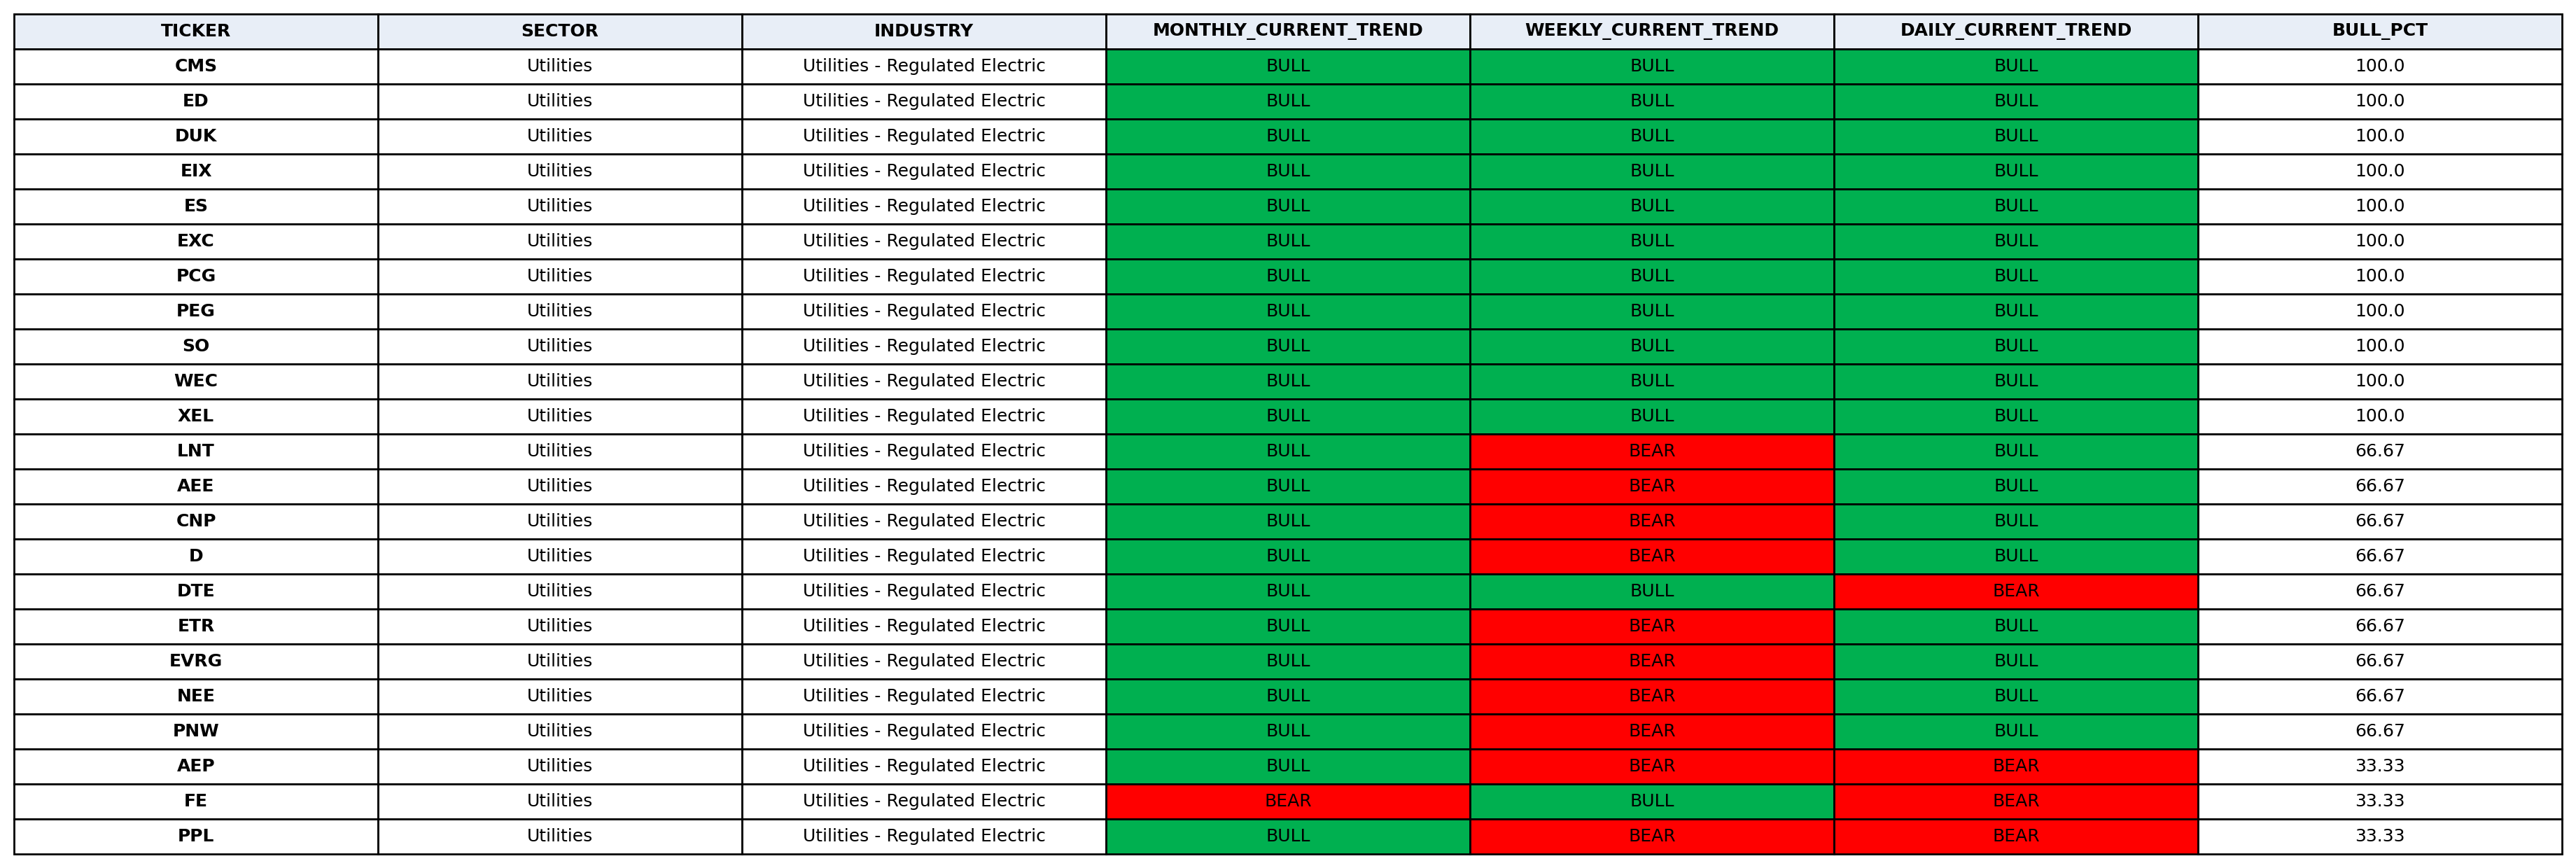 TICKER SECTOR INDUSTRY MONTHLY_CURRENT_TREND WEEKLY_CURRENT_TREND DAILY_CURRENT_TREND BULL_PCT
CMS Utilities Utilities - Regulated Electric BULL BULL BULL 100.0
ED Utilities Utilities - Regulated Electric BULL BULL BULL 100.0
DUK Utilities Utilities - Regulated Electric BULL BULL BULL 100.0
EIX Utilities Utilities - Regulated Electric BULL BULL BULL 100.0
ES Utilities Utilities - Regulated Electric BULL BULL BULL 100.0
EXC Utilities Utilities - Regulated Electric BULL BULL BULL 100.0
PCG Utilities Utilities - Regulated Electric BULL BULL BULL 100.0
PEG Utilities Utilities - Regulated Electric BULL BULL BULL 100.0
SO Utilities Utilities - Regulated Electric BULL BULL BULL 100.0
WEC Utilities Utilities - Regulated Electric BULL BULL BULL 100.0
XEL Utilities Utilities - Regulated Electric BULL BULL BULL 100.0
LNT Utilities Utilities - Regulated Electric BULL BEAR BULL 66.67
AEE Utilities Utilities - Regulated Electric BULL BEAR BULL 66.67
CNP Utilities Utilities - Regulated Electric BULL BEAR BULL 66.67
D Utilities Utilities - Regulated Electric BULL BEAR BULL 66.67
DTE Utilities Utilities - Regulated Electric BULL BULL BEAR 66.67
ETR Utilities Utilities - Regulated Electric BULL BEAR BULL 66.67
EVRG Utilities Utilities - Regulated Electric BULL BEAR BULL 66.67
NEE Utilities Utilities - Regulated Electric BULL BEAR BULL 66.67
PNW Utilities Utilities - Regulated Electric BULL BEAR BULL 66.67
AEP Utilities Utilities - Regulated Electric BULL BEAR BEAR 33.33
FE Utilities Utilities - Regulated Electric BEAR BULL BEAR 33.33
PPL Utilities Utilities - Regulated Electric BULL BEAR BEAR 33.33